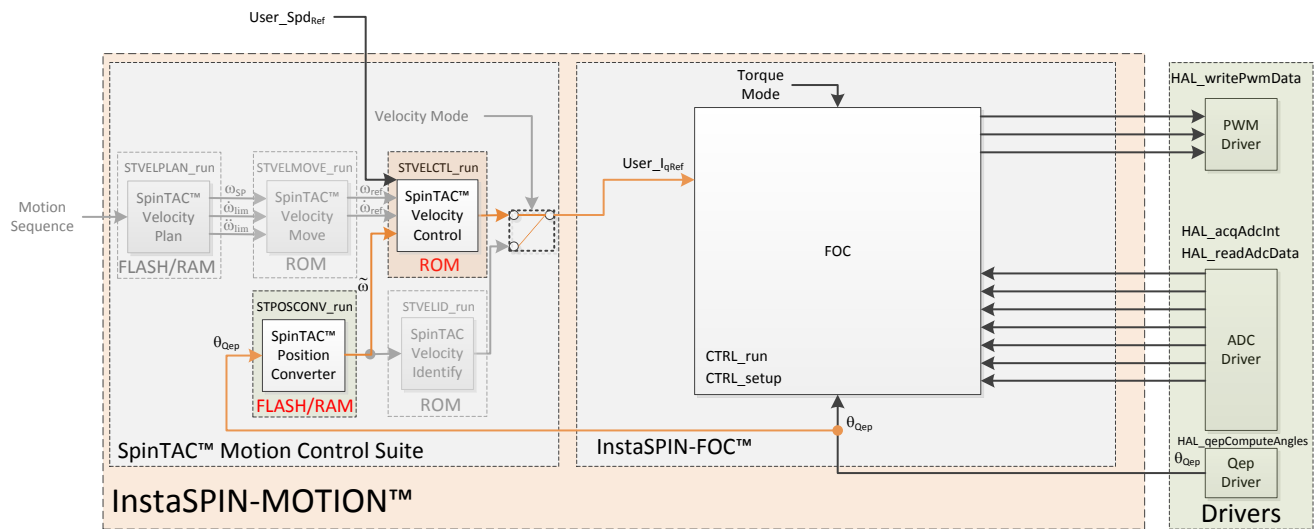 User_SpdRef
Motion
Sequence
STVELPLAN_run
SpinTAC™
Velocity
Plan
FLASH/RAM
ωSP
ω̇lim
ω̈lim
STVELMOVE_run
SpinTAC™
Velocity
Move
ROM
ωref
ω̇ref
STVELCTL_run
SpinTAC™
Velocity
Control
ROM
Velocity Mode
ω̃
θQep
STPOSCONV_run
SpinTAC™
Position
Converter
FLASH/RAM
STVELID_run
SpinTAC
Velocity
Identify
ROM
SpinTAC™ Motion Control Suite
User_IqRef
Torque
Mode
FOC
CTRL_run
CTRL_setup
θQep
InstaSPIN-FOC™
InstaSPIN-MOTION™
HAL_writePwmData
PWM
Driver
HAL_acqAdcInt
HAL_readAdcData
ADC
Driver
HAL_qepComputeAngles
θQep
Qep
Driver
Drivers